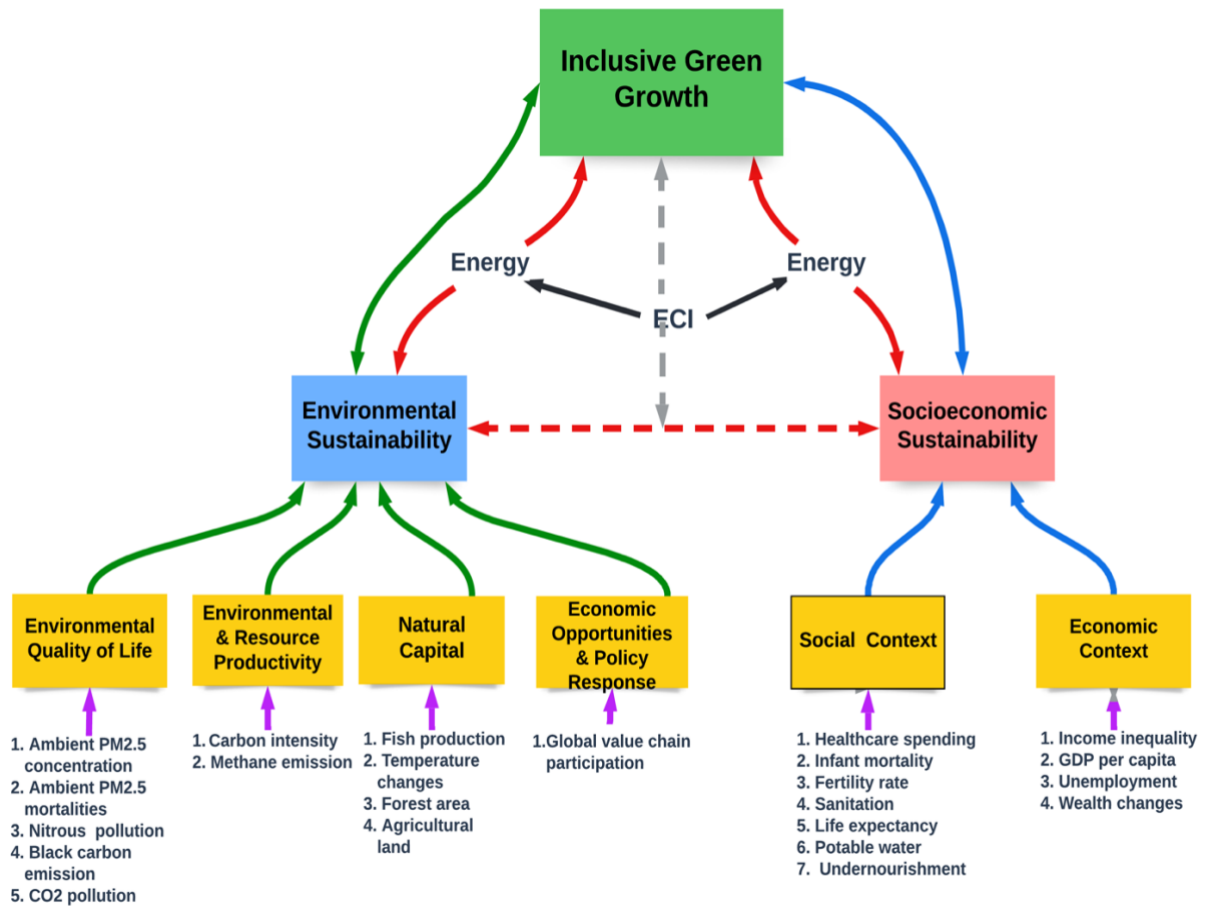 Inclusive Green
Growth
Energy
Energy
ECI
Environmental
Sustainability
Socioeconomic
Sustainability
Environmental
Quality of Life
Environmental
& Resource
Productivity
Natural
Capital
Economic
Opportunities
& Policy
Response
Social Context
Economic
Context
1. Ambient PM2.5
concentration
2. Ambient PM2.5
mortalities
3. Nitrous pollution
4. Black carbon
emission
5. CO2 pollution
1. Carbon intensity
2. Methane emission
1. Fish production
2. Temperature
changes
3. Forest area
4. Agricultural
land
1.Global value chain
participation
1. Healthcare spending
2. Infant mortality
3. Fertility rate
4. Sanitation
5. Life expectancy
6. Potable water
7. Undernourishment
1. Income inequality
2. GDP per capita
3. Unemployment
4. Wealth changes